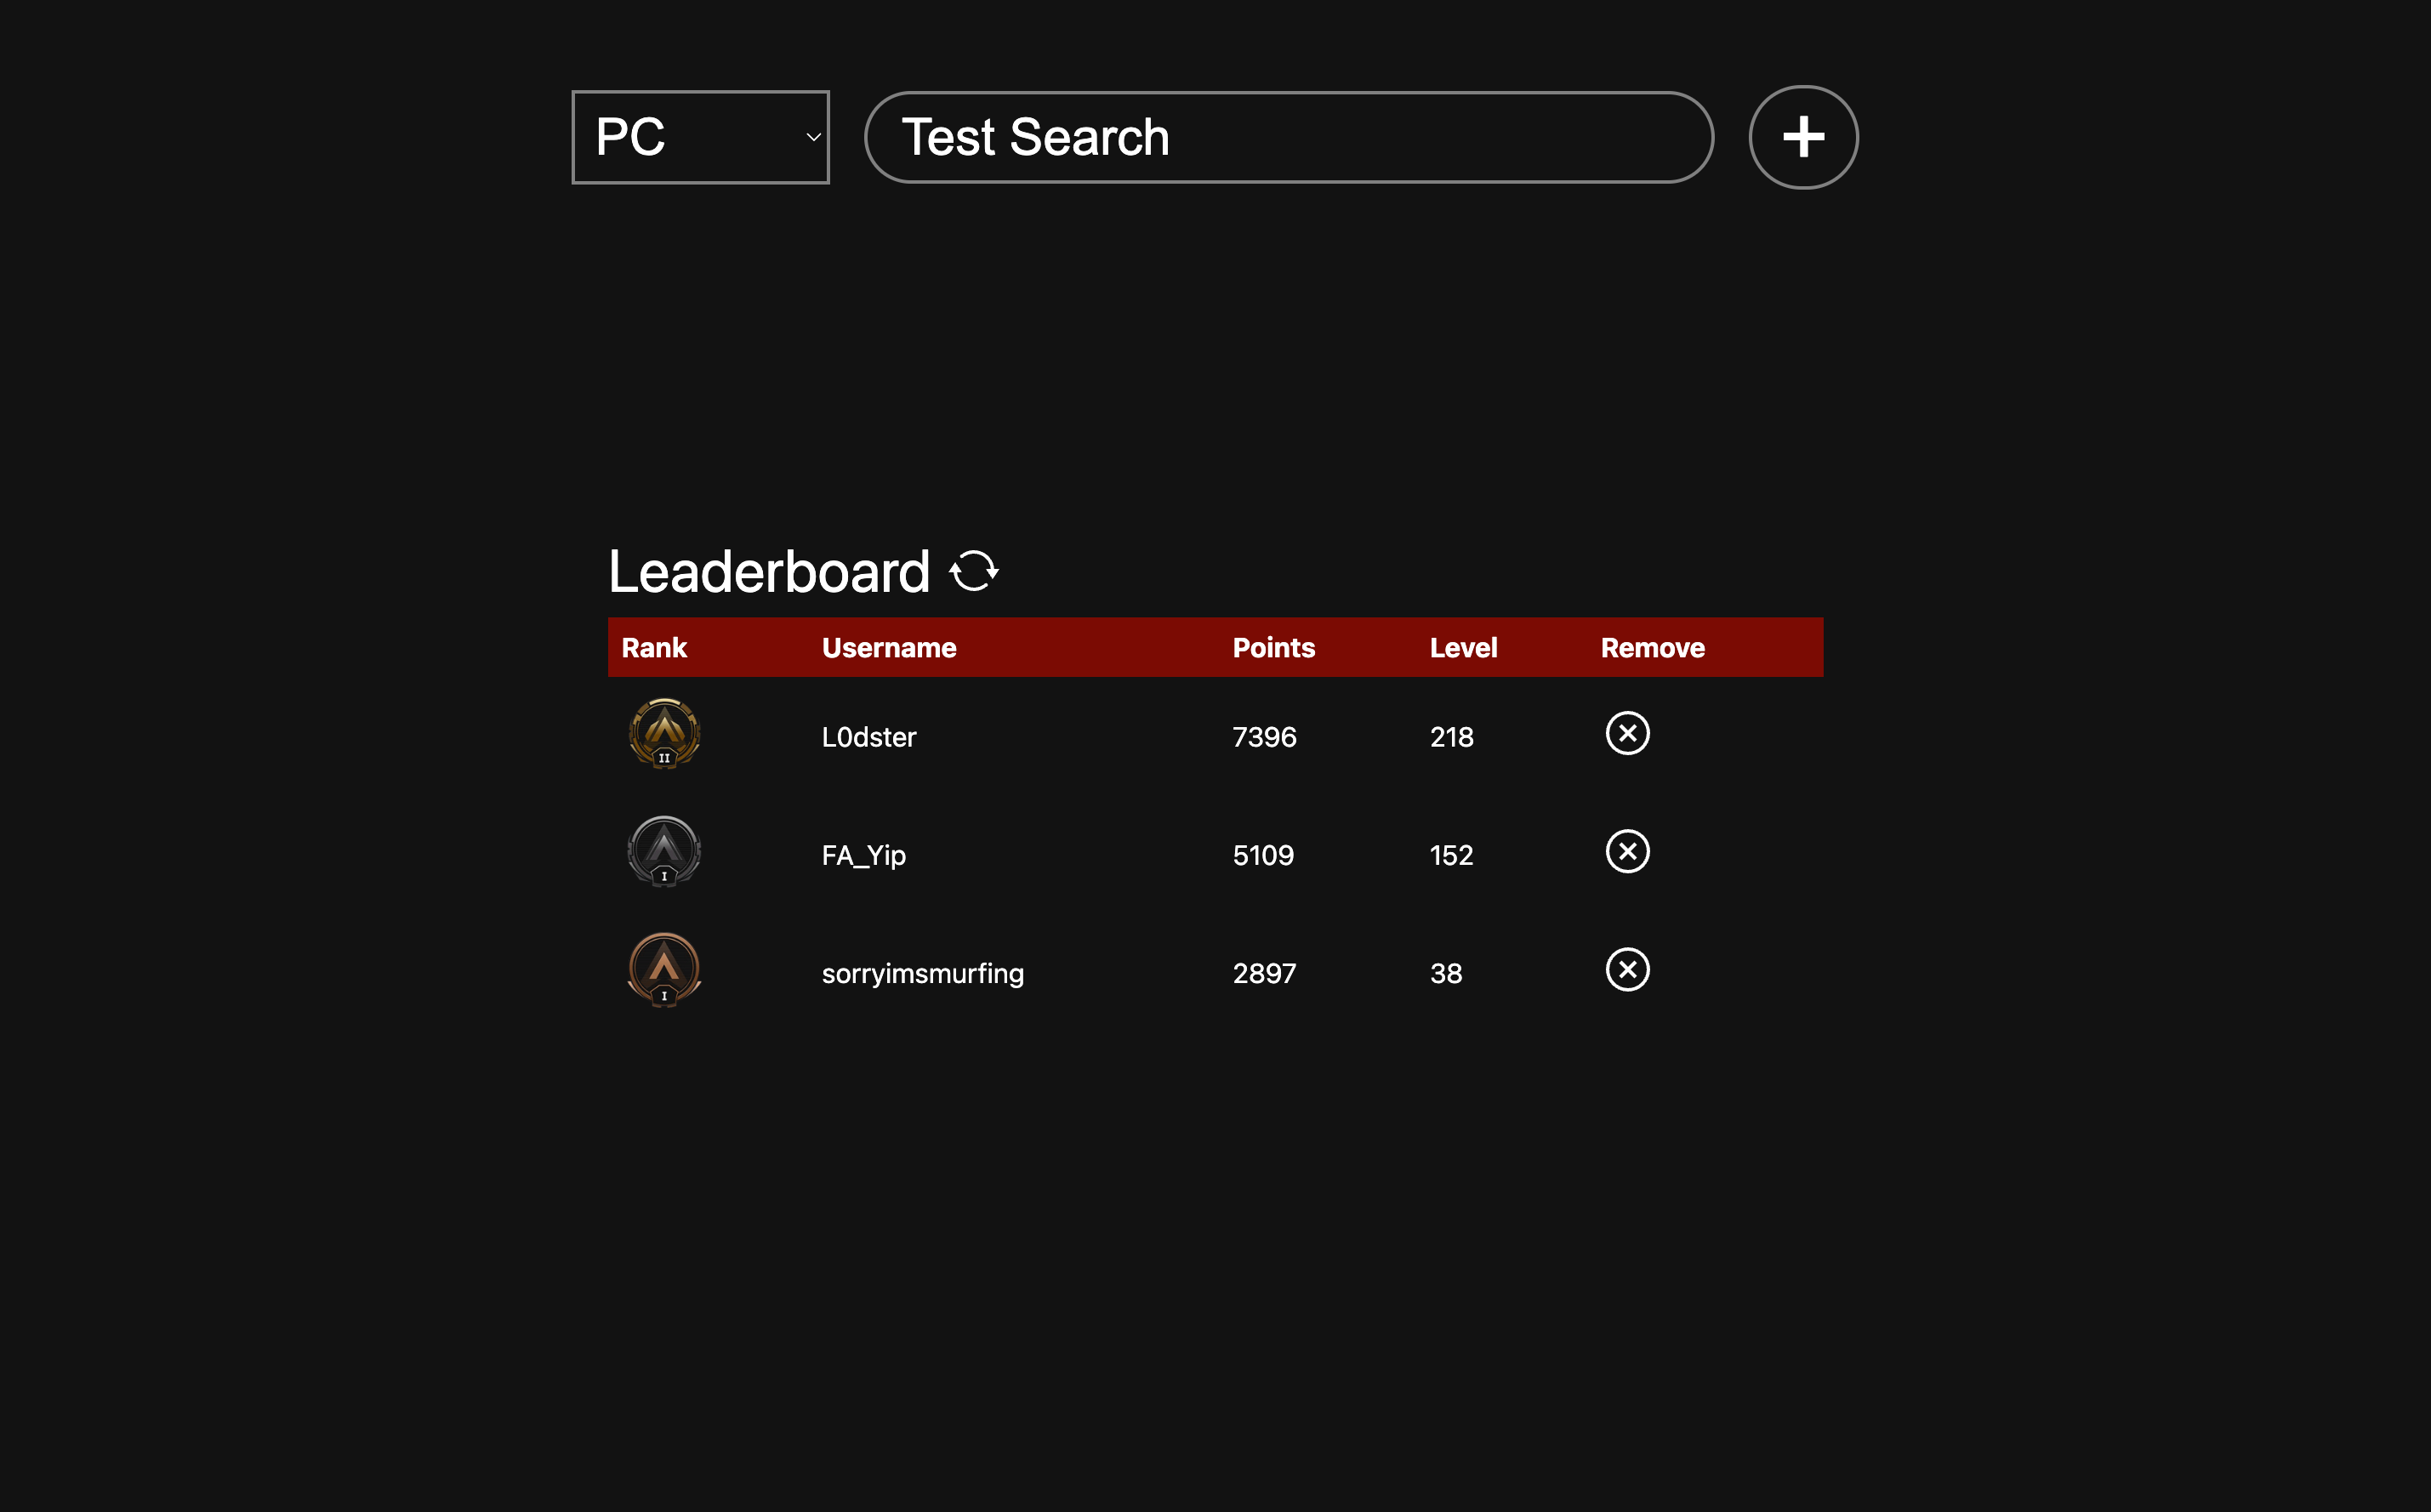 PC Test Search +
Leaderboard
Rank Username Points Level Remove
II L0dster 7396 218
I FA_Yip 5109 152
I sorryimsmurfing 2897 38